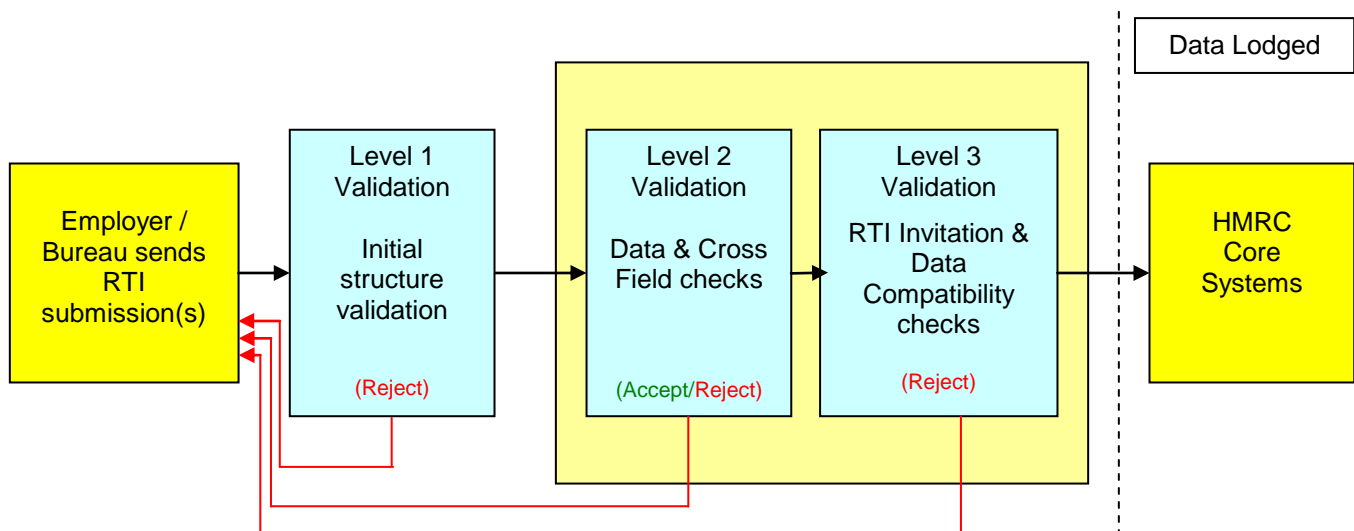 Data Lodged
Employer /
Bureau sends
RTI
submission(s)
Level 1
Validation
Initial
structure
validation
(Reject)
Level 2
Validation
Data & Cross
Field checks
(Accept/Reject)
Level 3
Validation
RTI Invitation &
Data
Compatibility
checks
(Reject)
HMRC
Core
Systems